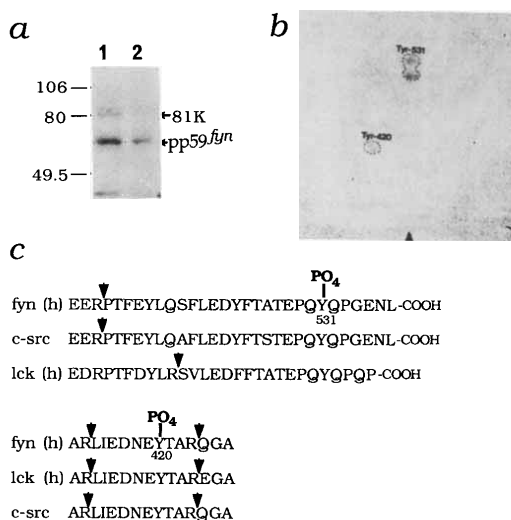 a
b
1 2
106
80
81K
pp59fyn
49.5
Tyr-531
Tyr-420
c
PO4
fyn (h) EERPTFEYLQSFLEDYFTATEPQYQPGENL-COOH
531
c-src EERPTFEYLQAFLEDYFTSTEPQYQPGENL-COOH
lck (h) EDRPTFDYLRSVLEDFFTATEPQYQPQP-COOH
PO4
fyn (h) ARLIEDNEYTARQGA
420
lck (h) ARLIEDNEYTAREGA
c-src ARLIEDNEYTARQGA